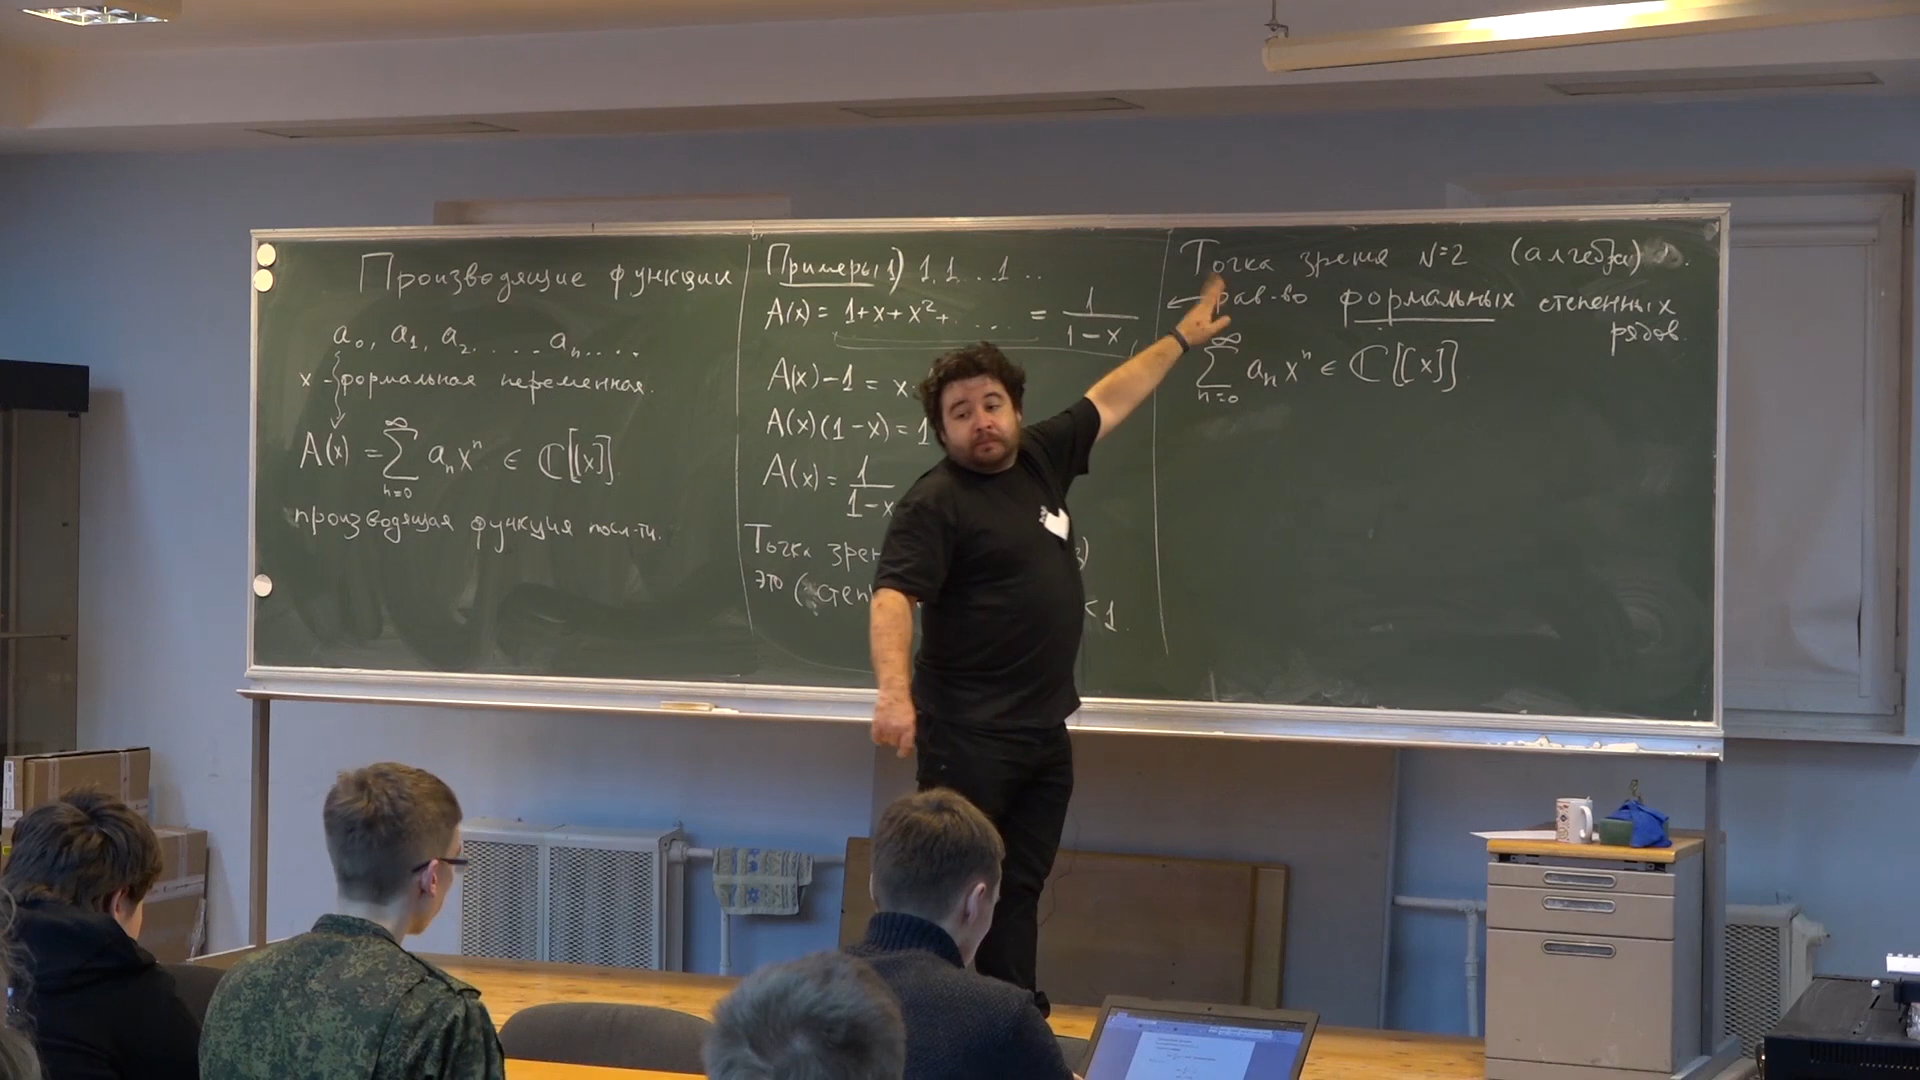 Производящие функции
a₀, a₁, a₂ . . . . . aₙ . . . .
x – формальная переменная.
A(x) = ∑ₙ₌₀^∞ aₙxⁿ ∈ ℂ[[x]]
производящая функция посл-ти.
Примеры 1) 1, 1 . . . 1 . . .
A(x) = 1 + x + x² + . . . . = 1/(1 − x)
A(x) − 1 = x
A(x)(1 − x) = 1
A(x) = 1/(1 − x
Точка зре
это (степ
< 1.
Точка зрения №2 (алгебра)
← рав-во формальных степенных
рядов.
∑ₙ₌₀^∞ aₙxⁿ ∈ ℂ[[x]].